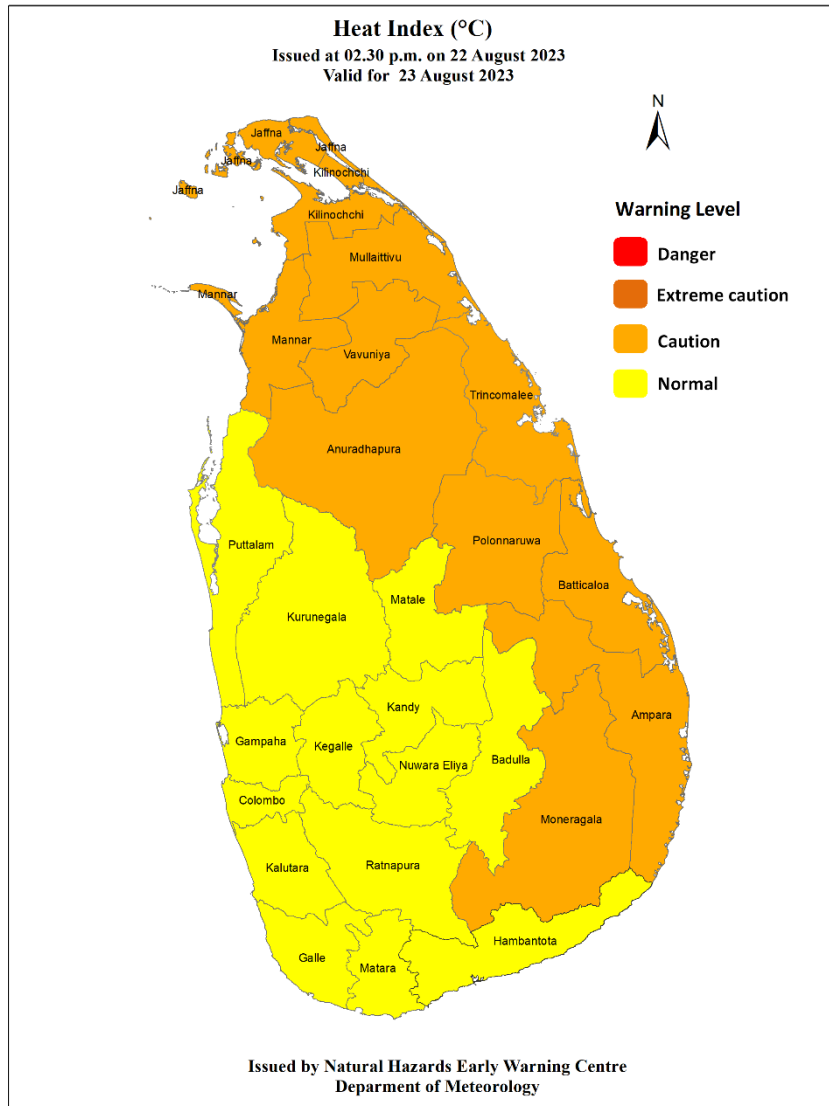 Heat Index (°C)
Issued at 02.30 p.m. on 22 August 2023
Valid for 23 August 2023
N
Warning Level
Danger
Extreme caution
Caution
Normal
Jaffna
Jaffna
Jaffna
Kilinochchi
Jaffna
Kilinochchi
Mullaittivu
Mannar
Mannar
Vavuniya
Trincomalee
Anuradhapura
Polonnaruwa
Puttalam
Batticaloa
Matale
Kurunegala
Kandy
Ampara
Gampaha
Kegalle
Nuwara Eliya
Badulla
Colombo
Moneragala
Kalutara
Ratnapura
Hambantota
Galle
Matara
Issued by Natural Hazards Early Warning Centre
Deparment of Meteorology